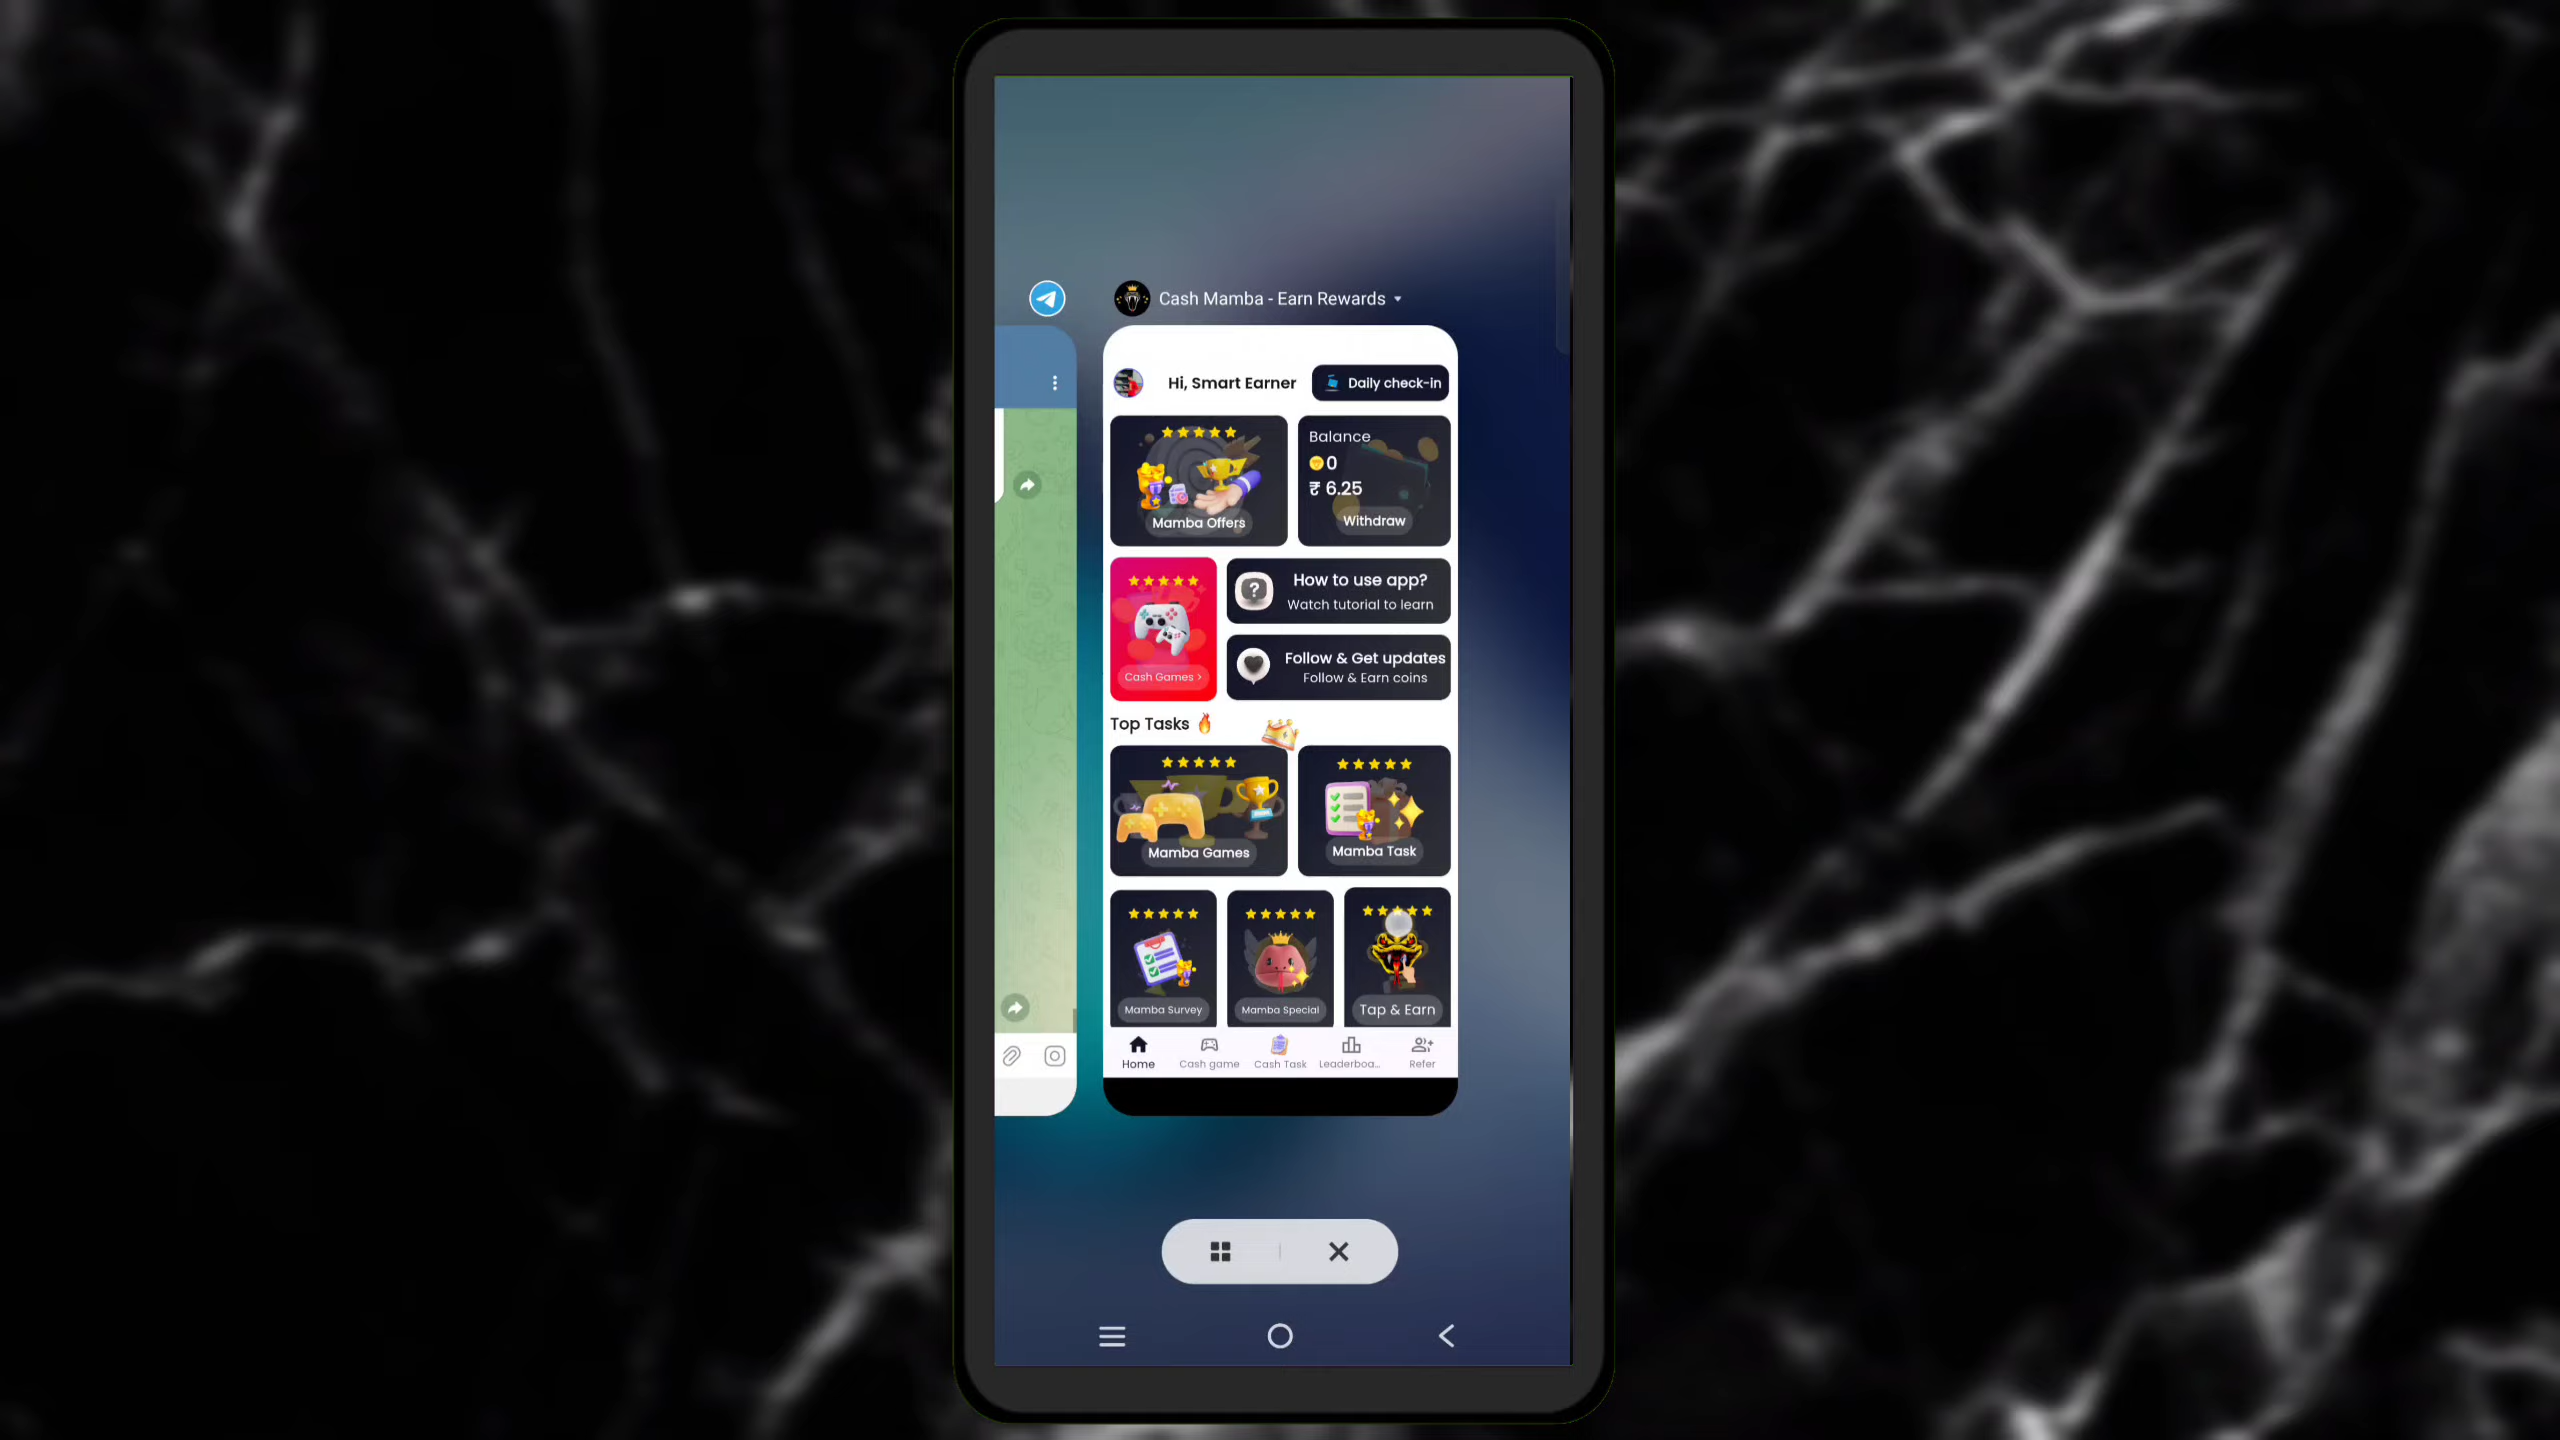 Cash Mamba - Earn Rewards
Hi, Smart Earner
Daily check-in
Mamba Offers
Balance
0
₹ 6.25
Withdraw
Cash Games >
How to use app?
Watch tutorial to learn
Follow & Get updates
Follow & Earn coins
Top Tasks
Mamba Games
Mamba Task
Mamba Survey
Mamba Special
Tap & Earn
Home
Cash game
Cash Task
Leaderboa...
Refer